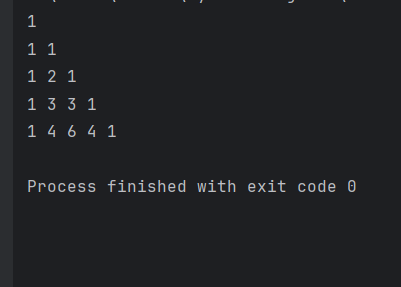 1
1 1
1 2 1
1 3 3 1
1 4 6 4 1
Process finished with exit code 0